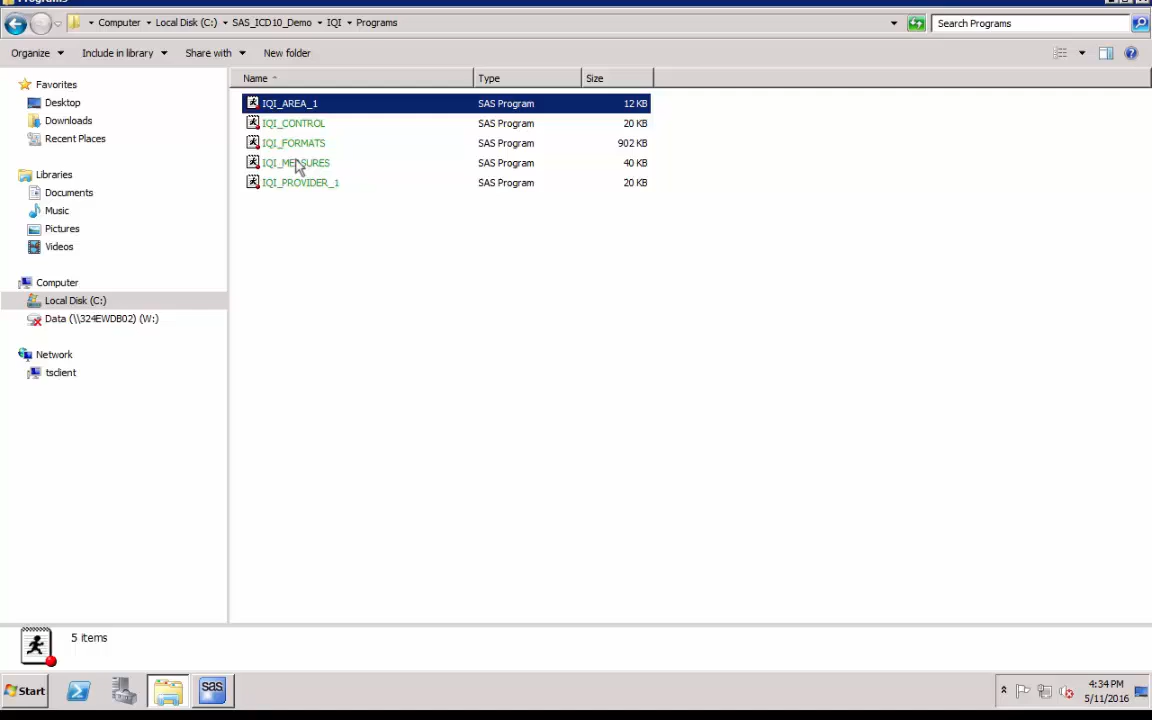 Programs
Computer Local Disk (C:) SAS_ICD10_Demo IQI Programs
Search Programs
Organize Include in library Share with New folder
Name Type Size
Favorites
Desktop
Downloads
Recent Places
Libraries
Documents
Music
Pictures
Videos
Computer
Local Disk (C:)
Data (\\324EWDB02) (W:)
Network
tsclient
IQI_AREA_1 SAS Program 12 KB
IQI_CONTROL SAS Program 20 KB
IQI_FORMATS SAS Program 902 KB
IQI_MEASURES SAS Program 40 KB
IQI_PROVIDER_1 SAS Program 20 KB
5 items
Start
sas
4:34 PM
5/11/2016